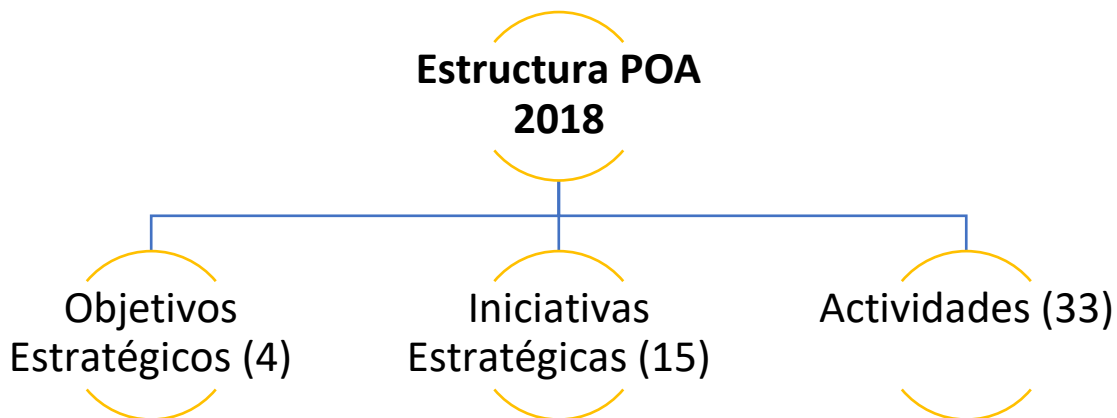 Estructura POA
2018
Objetivos
Estratégicos (4)
Iniciativas
Estratégicas (15)
Actividades (33)